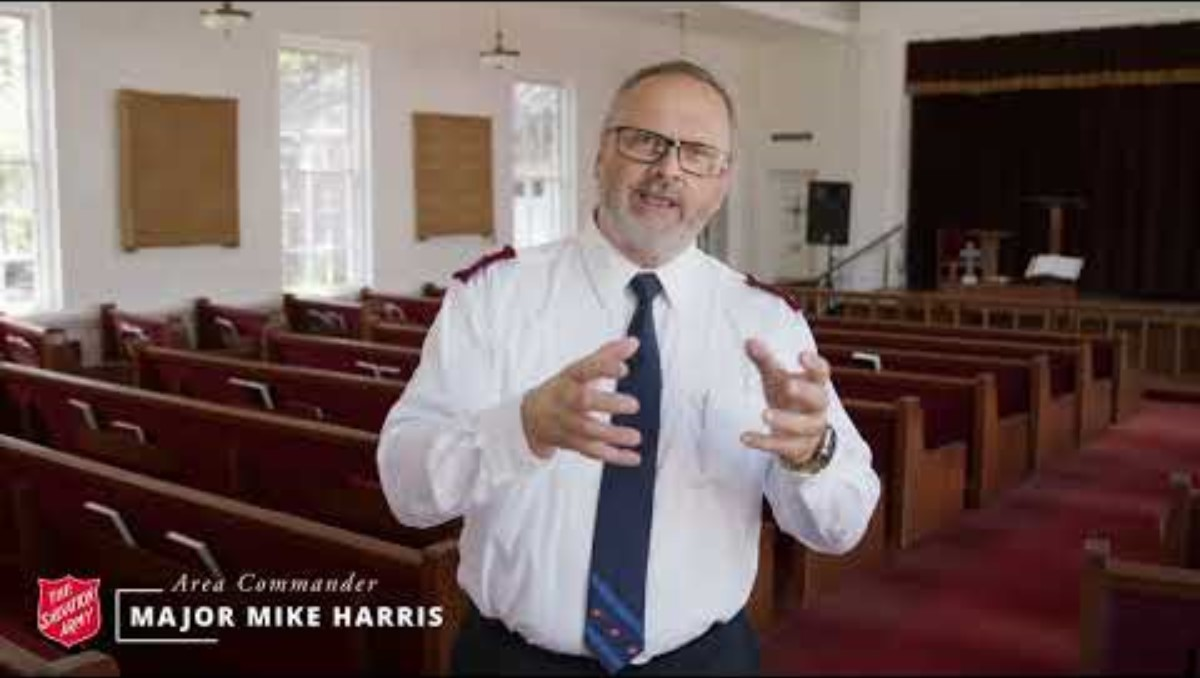 Area Commander
MAJOR MIKE HARRIS
THE
SALVATION
ARMY